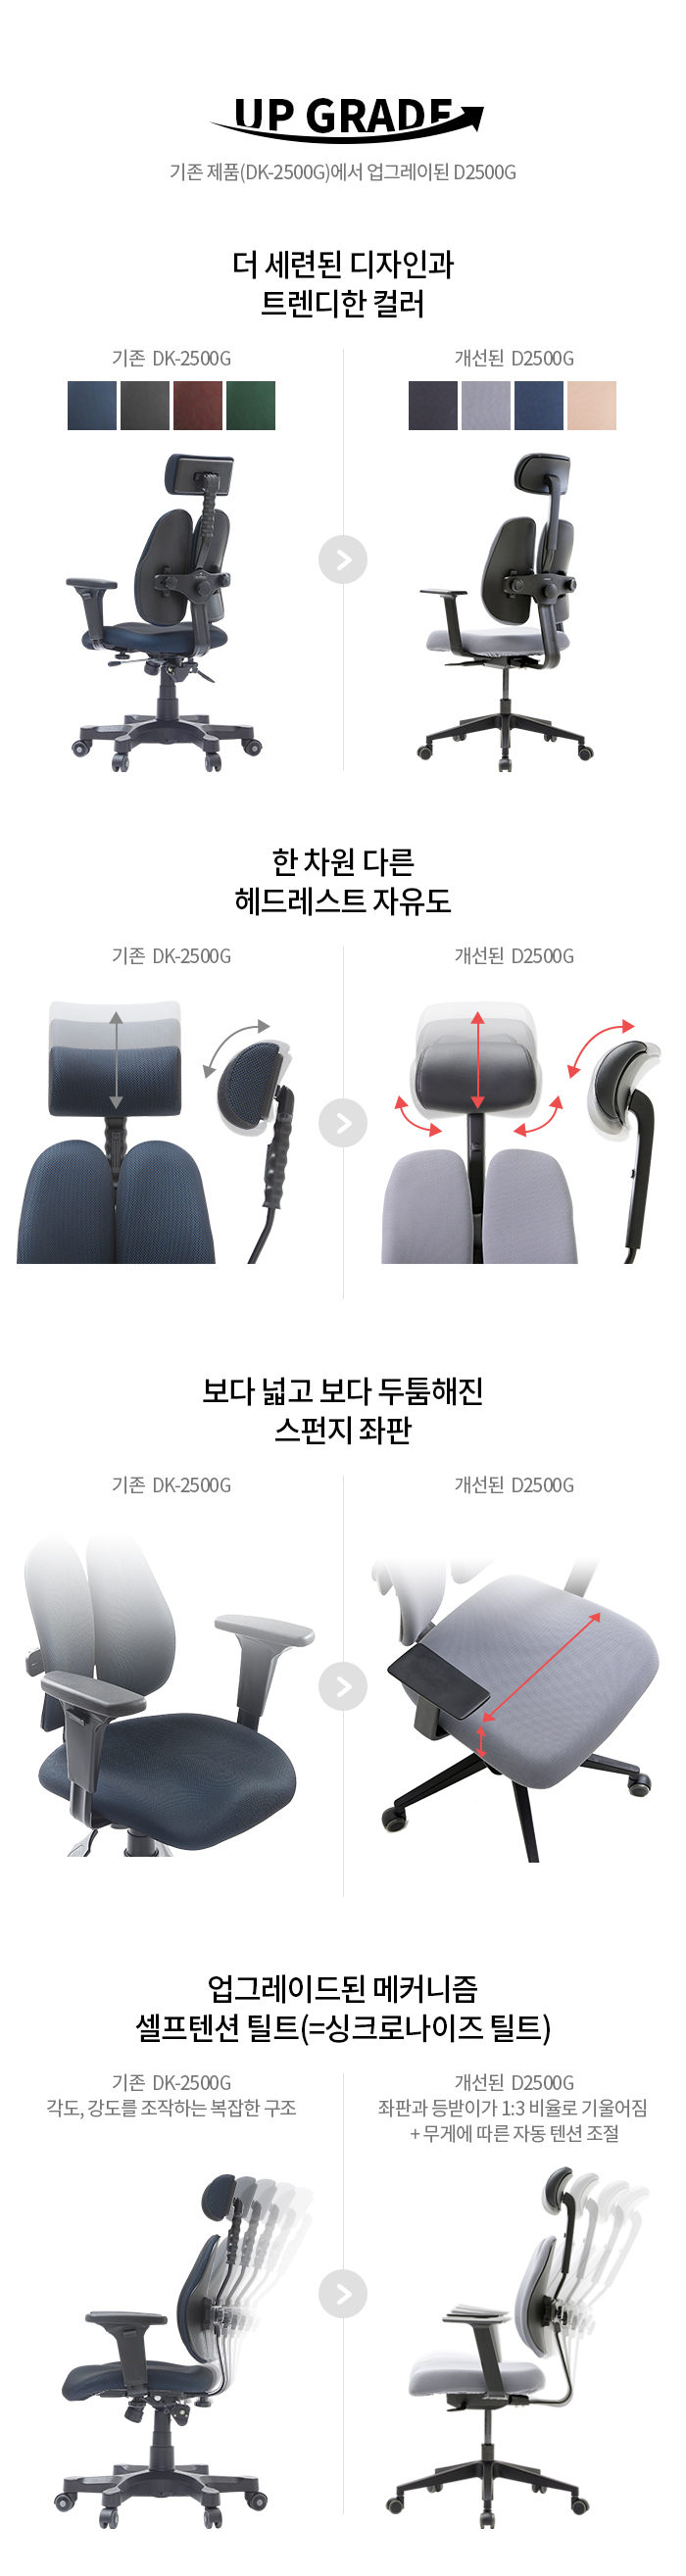 UP GRADE
기존 제품(DK-2500G)에서 업그레이된 D2500G
더 세련된 디자인과
트렌디한 컬러
기존 DK-2500G
개선된 D2500G
한 차원 다른
헤드레스트 자유도
기존 DK-2500G
개선된 D2500G
보다 넓고 보다 두툼해진
스펀지 좌판
기존 DK-2500G
개선된 D2500G
업그레이드된 메커니즘
셀프텐션 틸트(=싱크로나이즈 틸트)
기존 DK-2500G
각도, 강도를 조작하는 복잡한 구조
개선된 D2500G
좌판과 등받이가 1:3 비율로 기울어짐
+ 무게에 따른 자동 텐션 조절